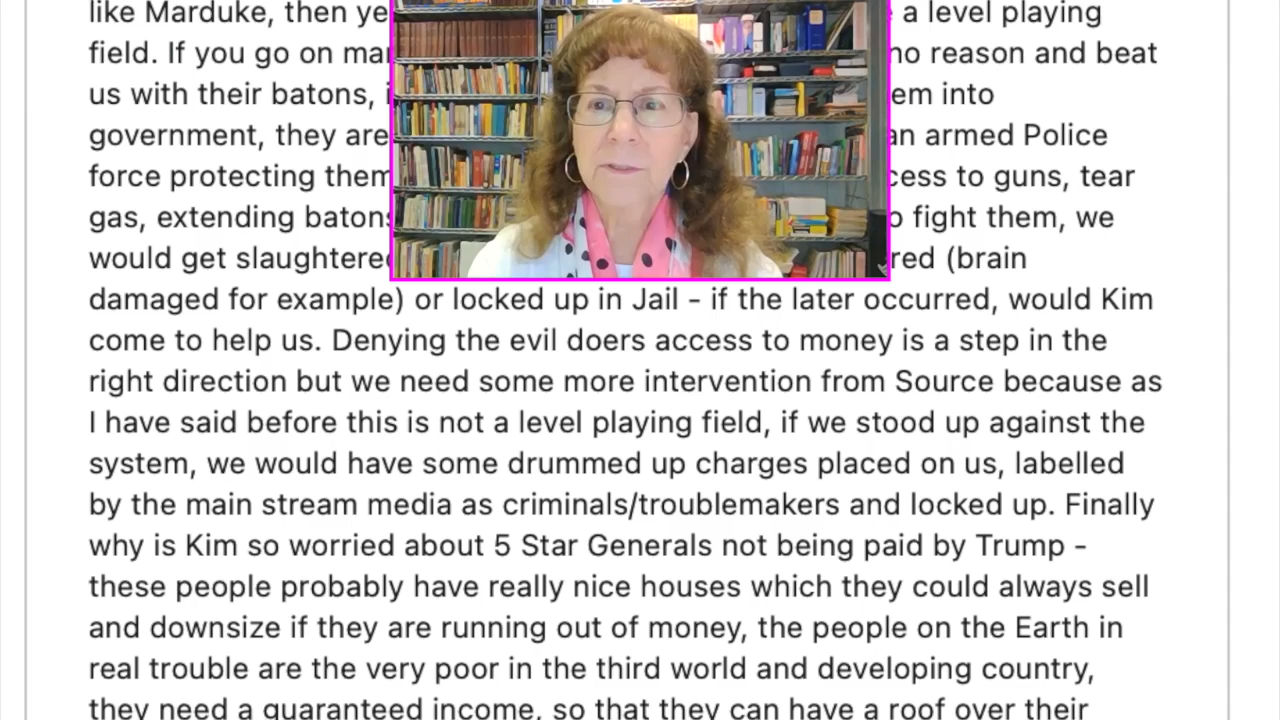 like Marduke, then ye a level playing
field. If you go on mar no reason and beat
us with their batons, i em into
government, they are an armed Police
force protecting them cess to guns, tear
gas, extending batons o fight them, we
would get slaughtered red (brain
damaged for example) or locked up in Jail - if the later occurred, would Kim
come to help us. Denying the evil doers access to money is a step in the
right direction but we need some more intervention from Source because as
I have said before this is not a level playing field, if we stood up against the
system, we would have some drummed up charges placed on us, labelled
by the main stream media as criminals/troublemakers and locked up. Finally
why is Kim so worried about 5 Star Generals not being paid by Trump -
these people probably have really nice houses which they could always sell
and downsize if they are running out of money, the people on the Earth in
real trouble are the very poor in the third world and developing country,
they need a guaranteed income, so that they can have a roof over their